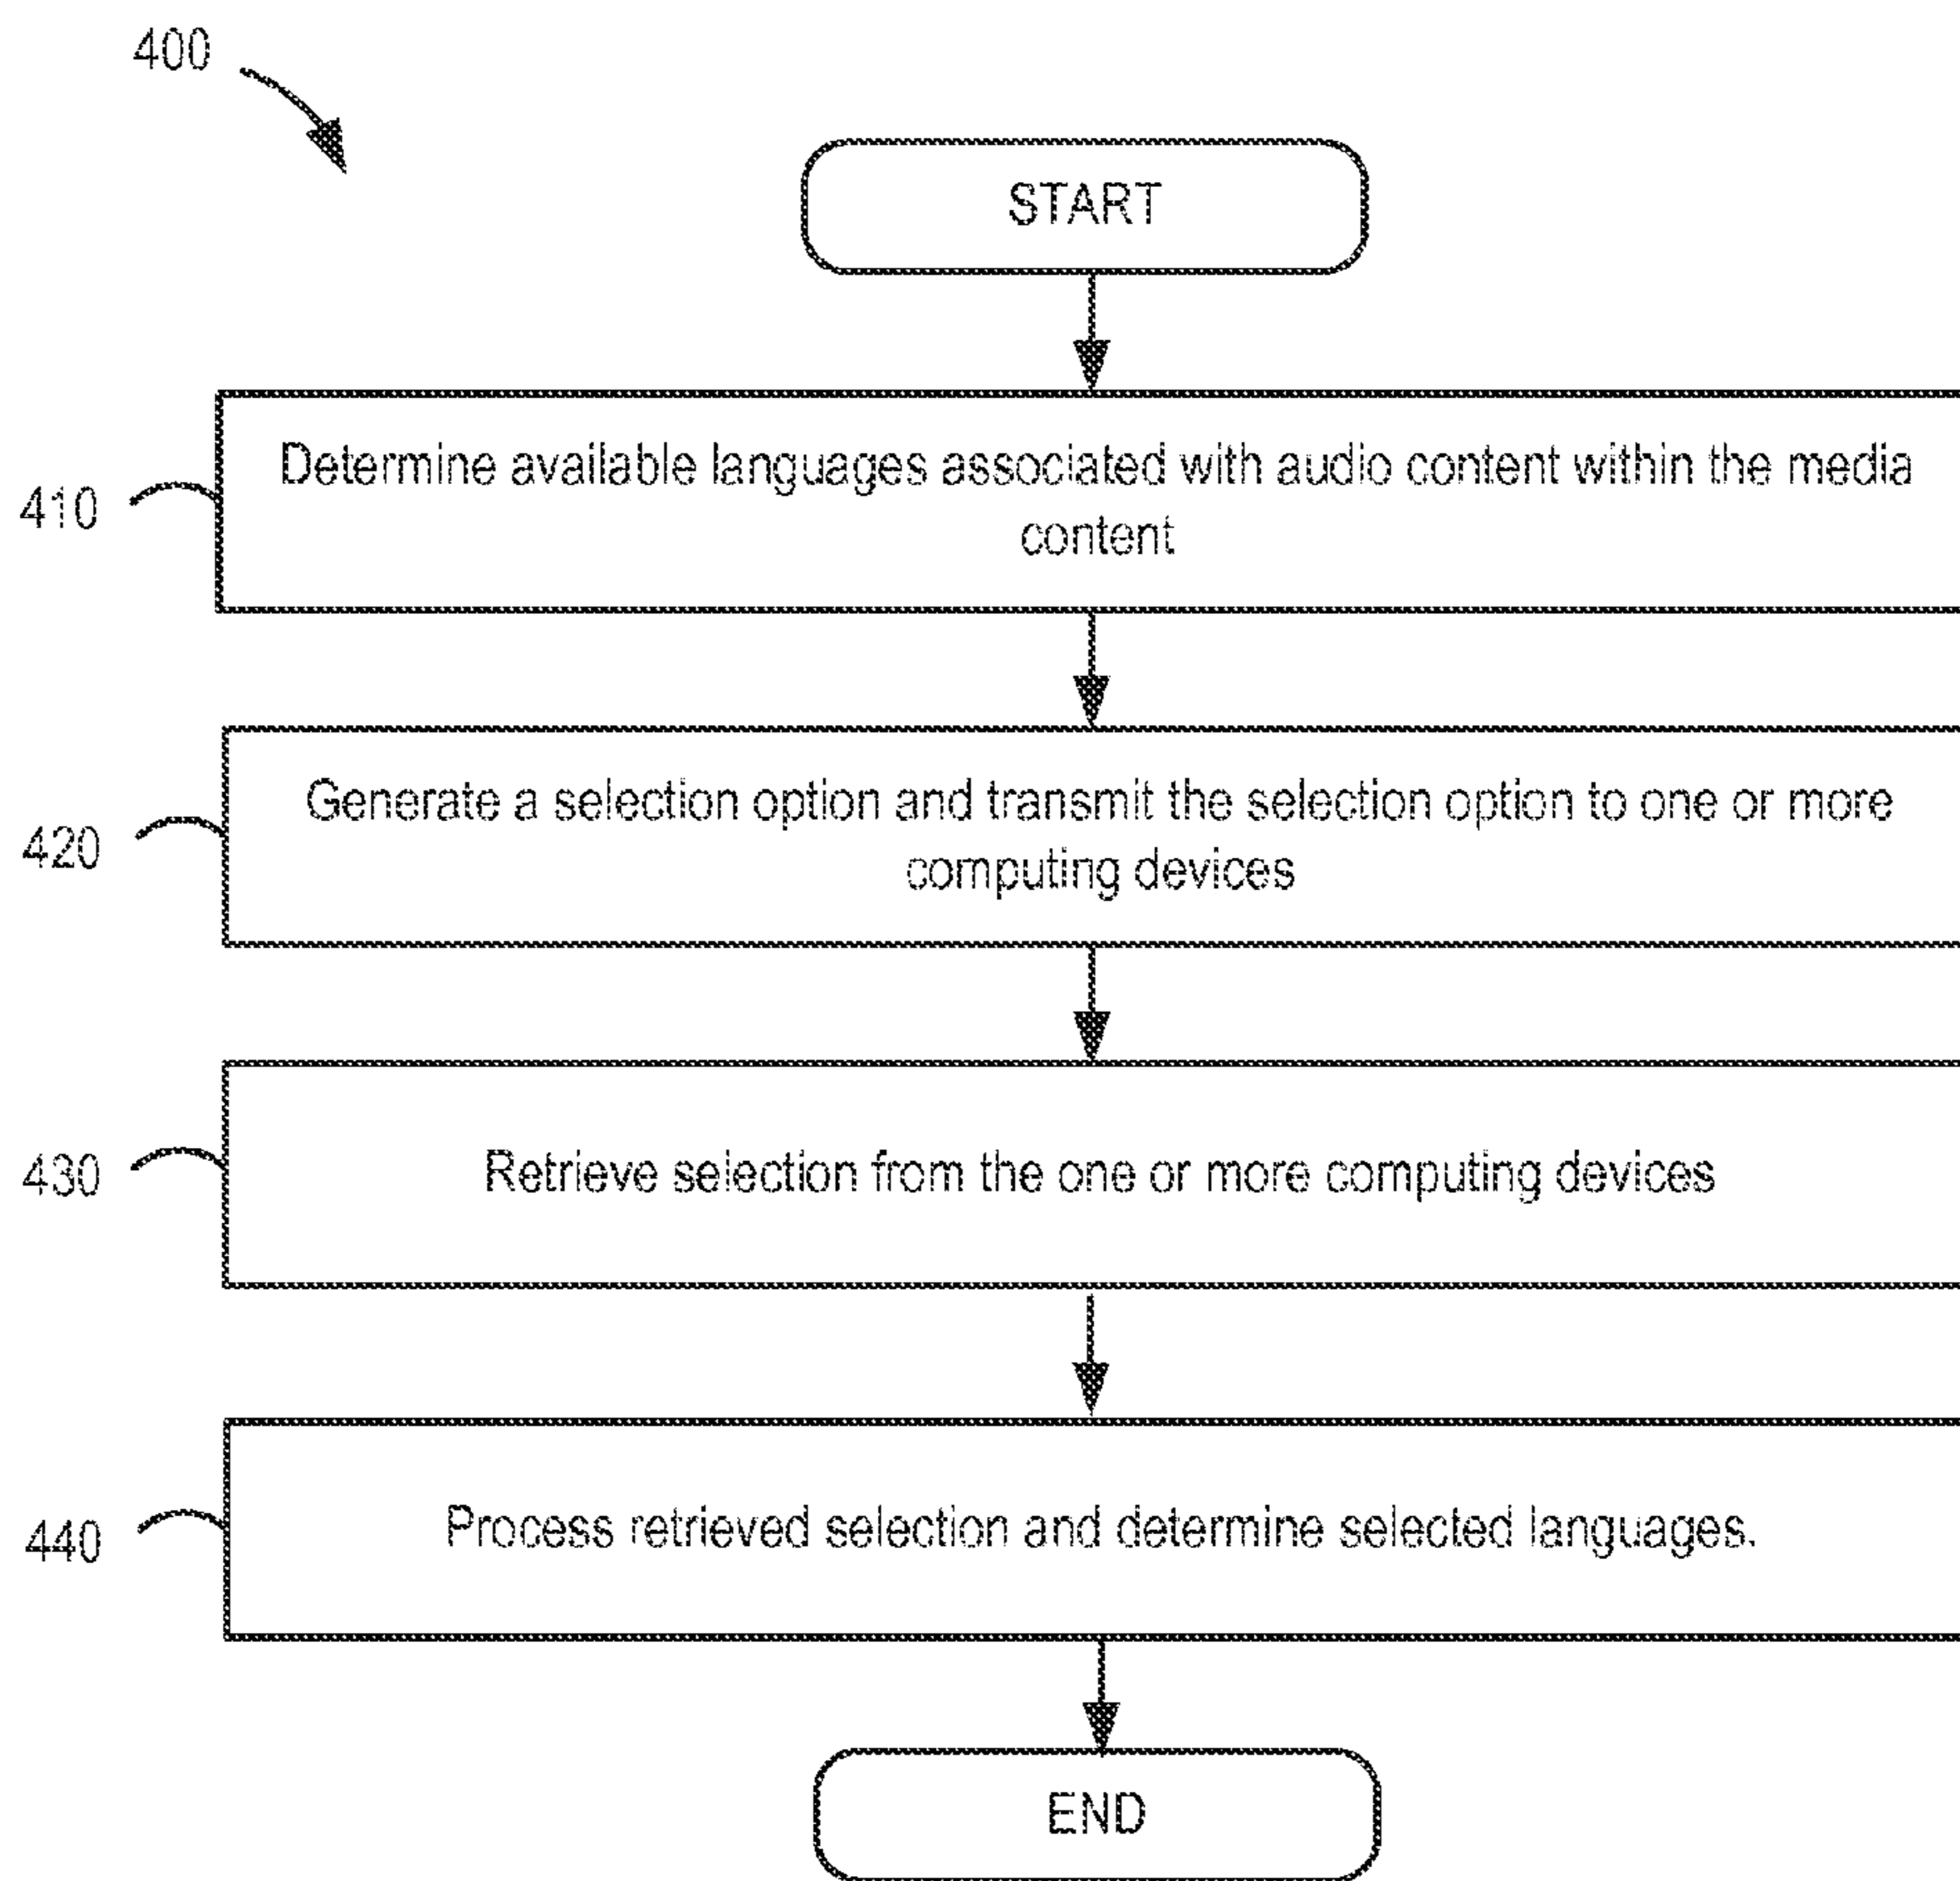 400
START
410
Determine available languages associated with audio content within the media
content
420
Generate a selection option and transmit the selection option to one or more
computing devices
430
Retrieve selection from the one or more computing devices
440
Process retrieved selection and determine selected languages.
END